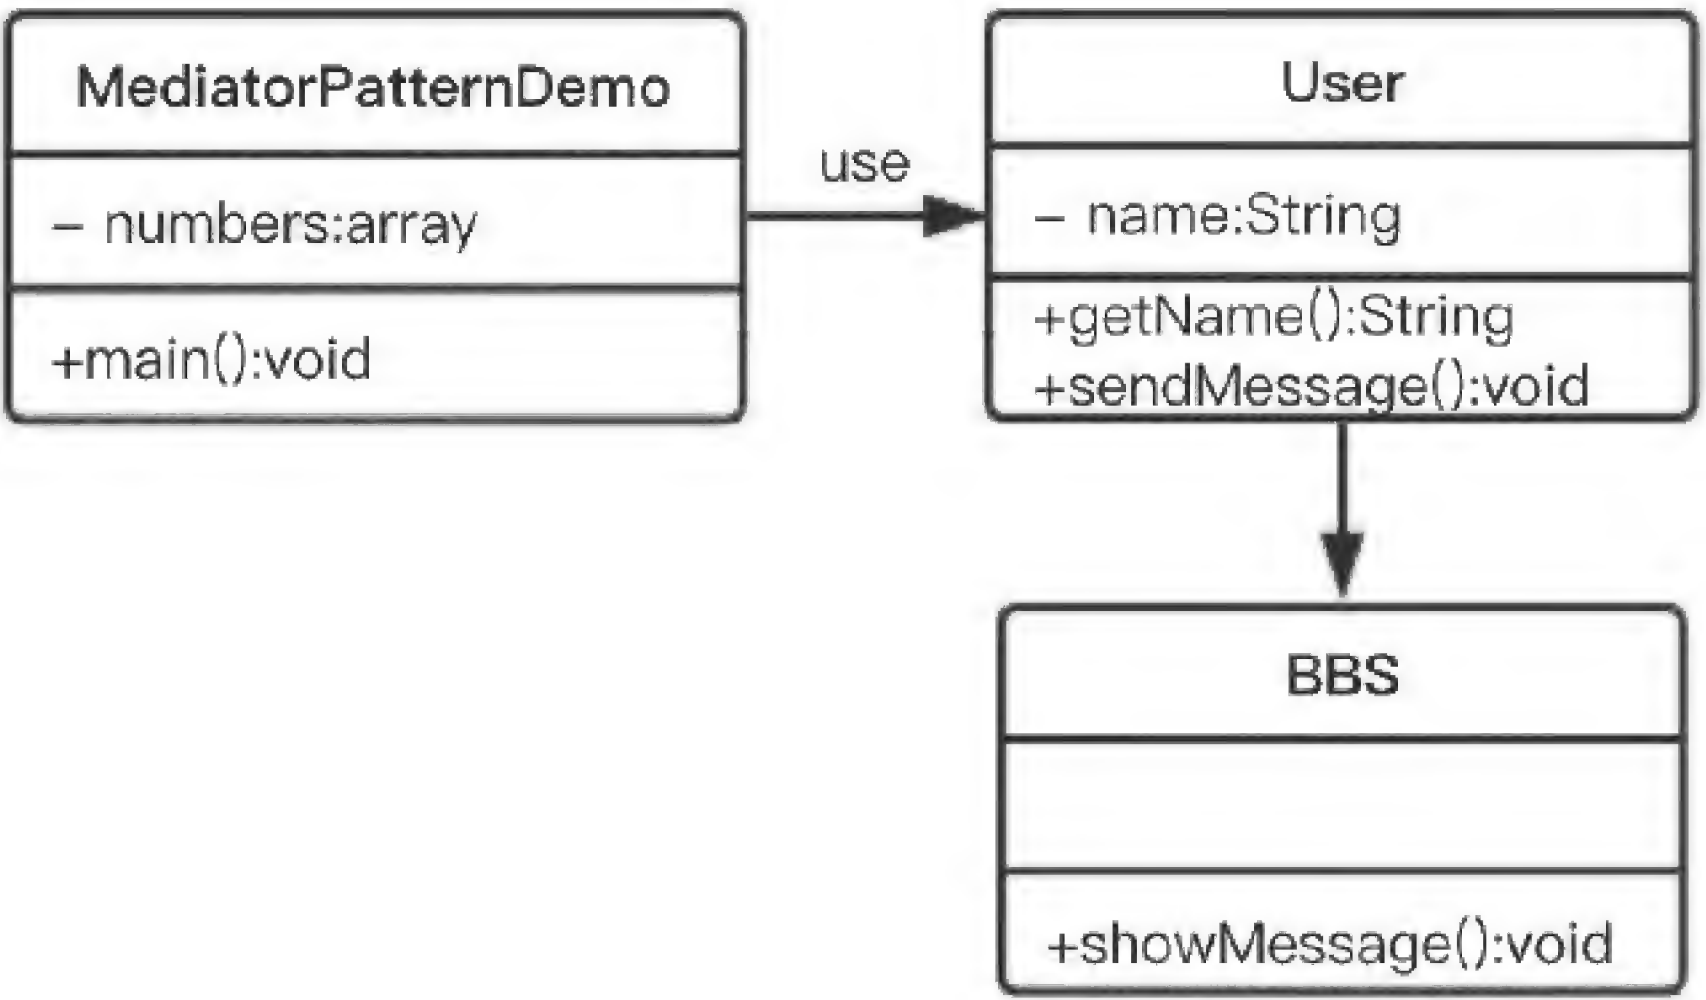 MediatorPatternDemo
– numbers:array
+main():void
use
User
– name:String
+getName():String
+sendMessage():void
BBS
+showMessage():void